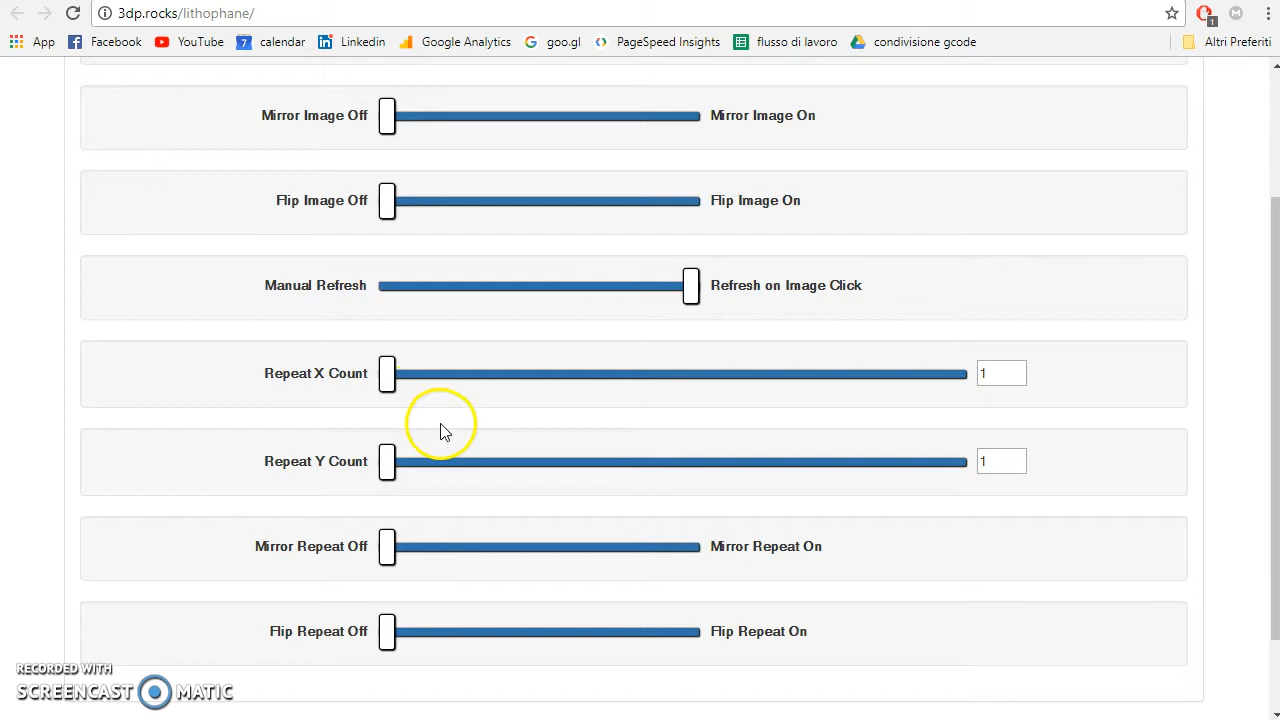 3dp.rocks/lithophane/
1
M
App Facebook YouTube 7 calendar in Linkedin Google Analytics G goo.gl PageSpeed Insights flusso di lavoro condivisione gcode Altri Preferiti
Mirror Image Off Mirror Image On
Flip Image Off Flip Image On
Manual Refresh Refresh on Image Click
Repeat X Count 1
Repeat Y Count 1
Mirror Repeat Off Mirror Repeat On
Flip Repeat Off Flip Repeat On
RECORDED WITH
SCREENCAST MATIC